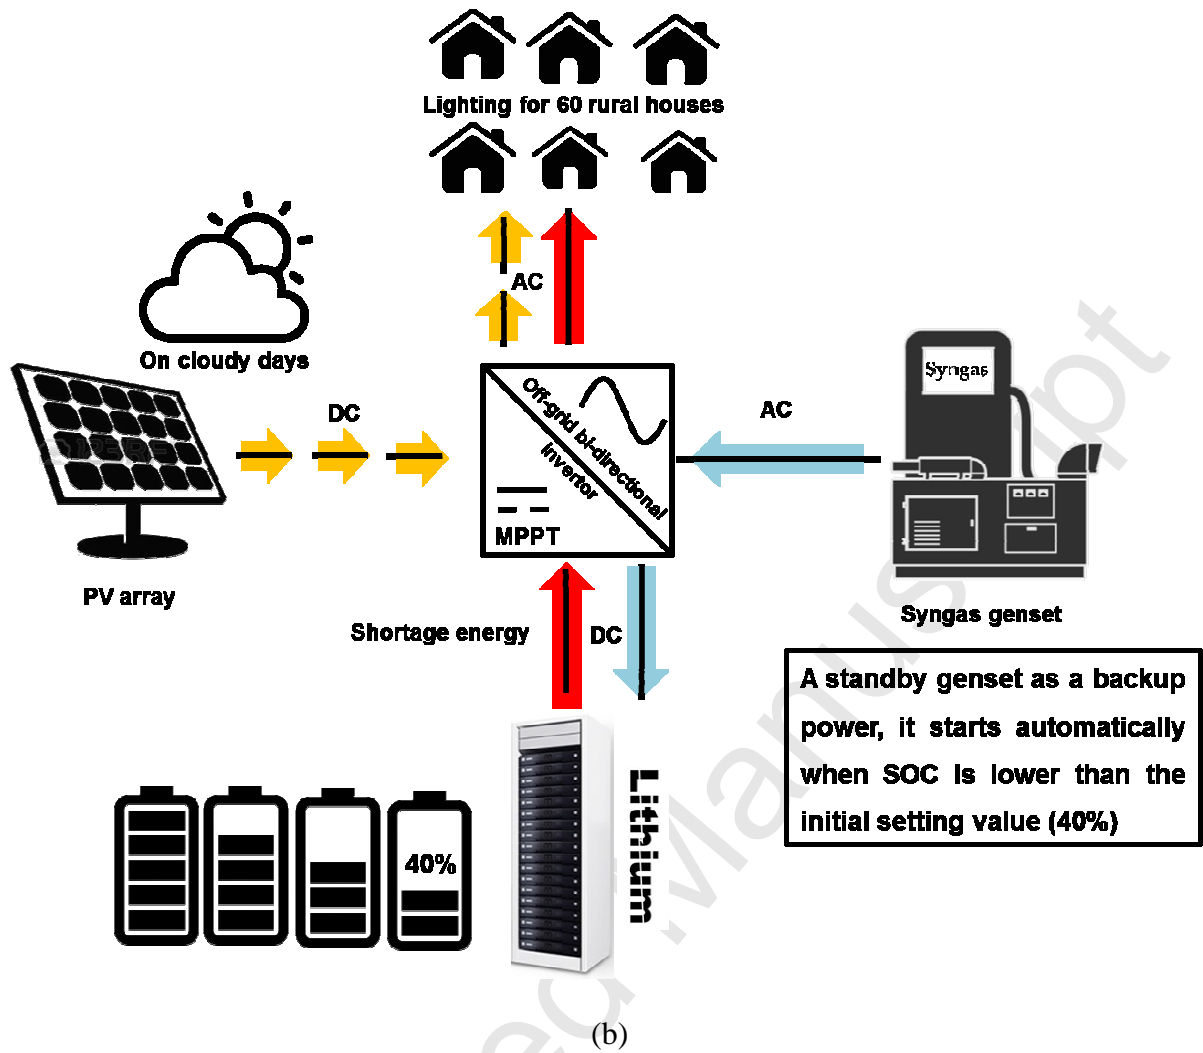 Lighting for 60 rural houses
AC
On cloudy days
DC
Off-grid bi-directional
invertor
MPPT
AC
Syngas
PV array
Syngas genset
Shortage energy
DC
A standby genset as a backup
power, it starts automatically
when SOC is lower than the
initial setting value (40%)
40%
Lithium
(b)